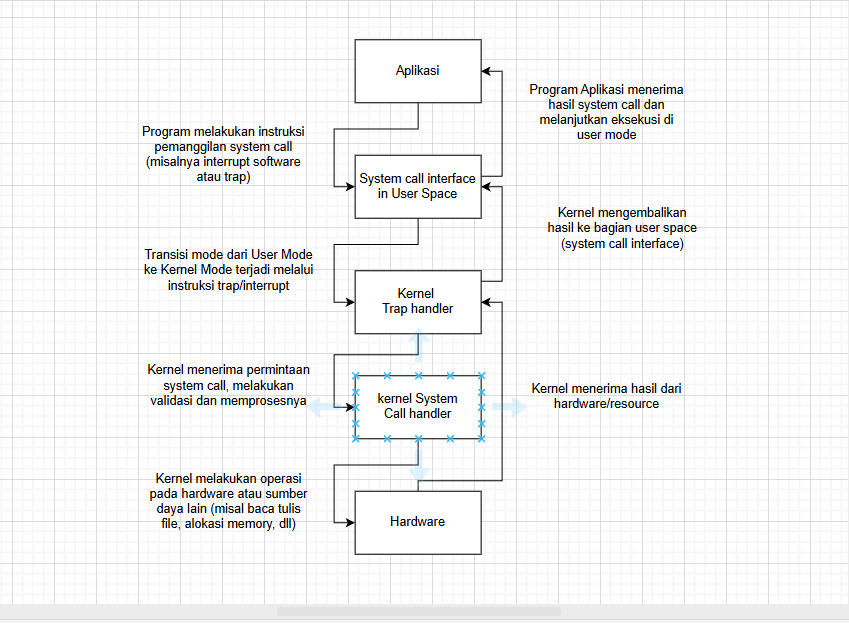 Aplikasi
Program Aplikasi menerima
hasil system call dan
melanjutkan eksekusi di
user mode
Program melakukan instruksi
pemanggilan system call
(misalnya interrupt software
atau trap)
System call interface
in User Space
Kernel mengembalikan
hasil ke bagian user space
(system call interface)
Transisi mode dari User Mode
ke Kernel Mode terjadi melalui
instruksi trap/interrupt
Kernel
Trap handler
Kernel menerima permintaan
system call, melakukan
validasi dan memprosesnya
kernel System
Call handler
Kernel menerima hasil dari
hardware/resource
Kernel melakukan operasi
pada hardware atau sumber
daya lain (misal baca tulis
file, alokasi memory, dll)
Hardware